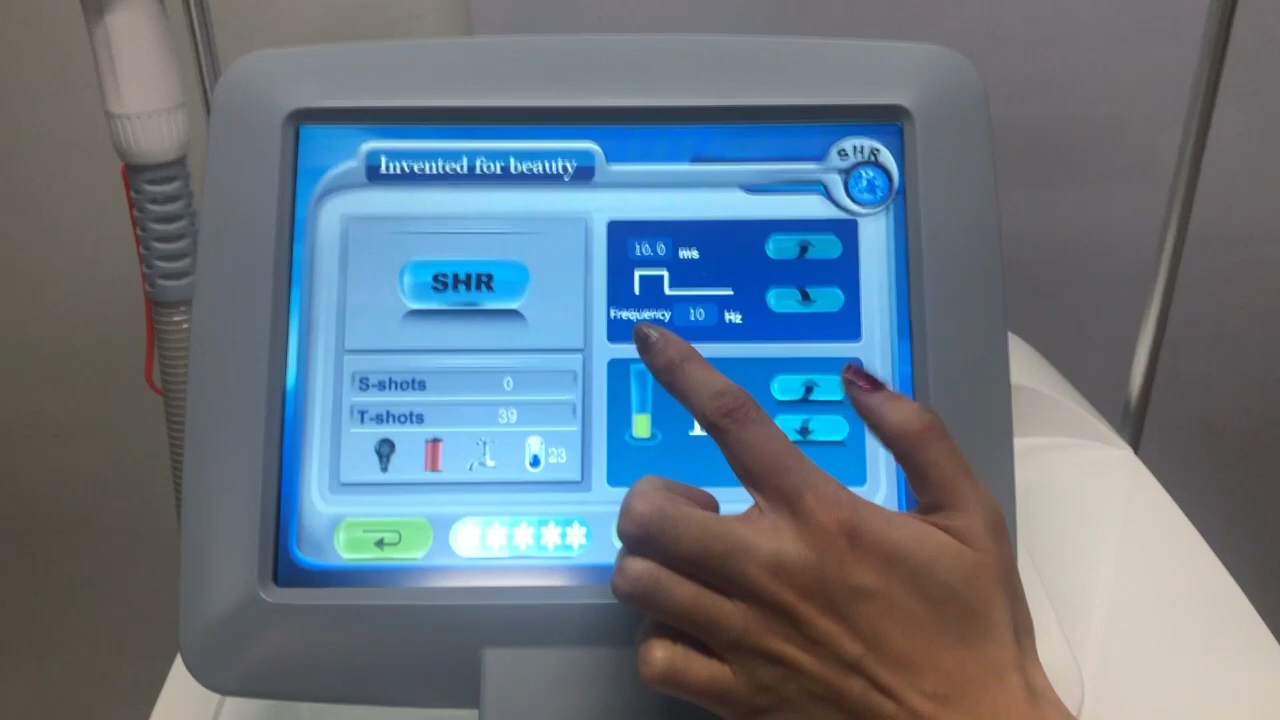 Invented for beauty
SHR
SHR
10.0 ms
Frequency 10 Hz
S-shots 0
T-shots 39
23